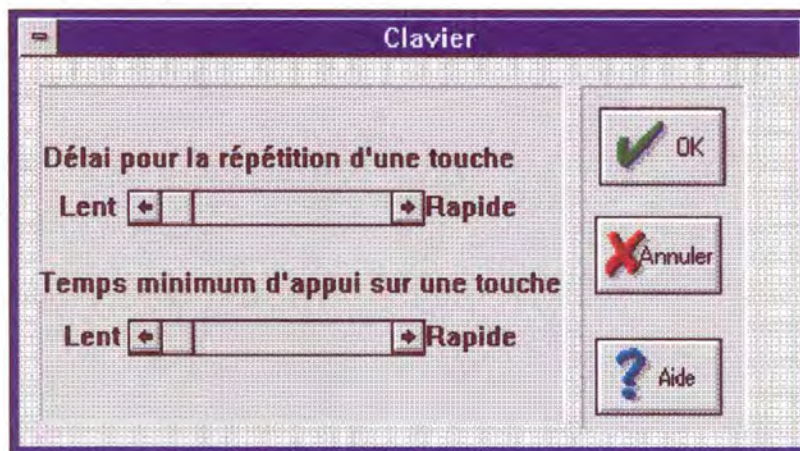 Clavier
Délai pour la répétition d'une touche
Lent Rapide
Temps minimum d'appui sur une touche
Lent Rapide
OK
Annuler
Aide